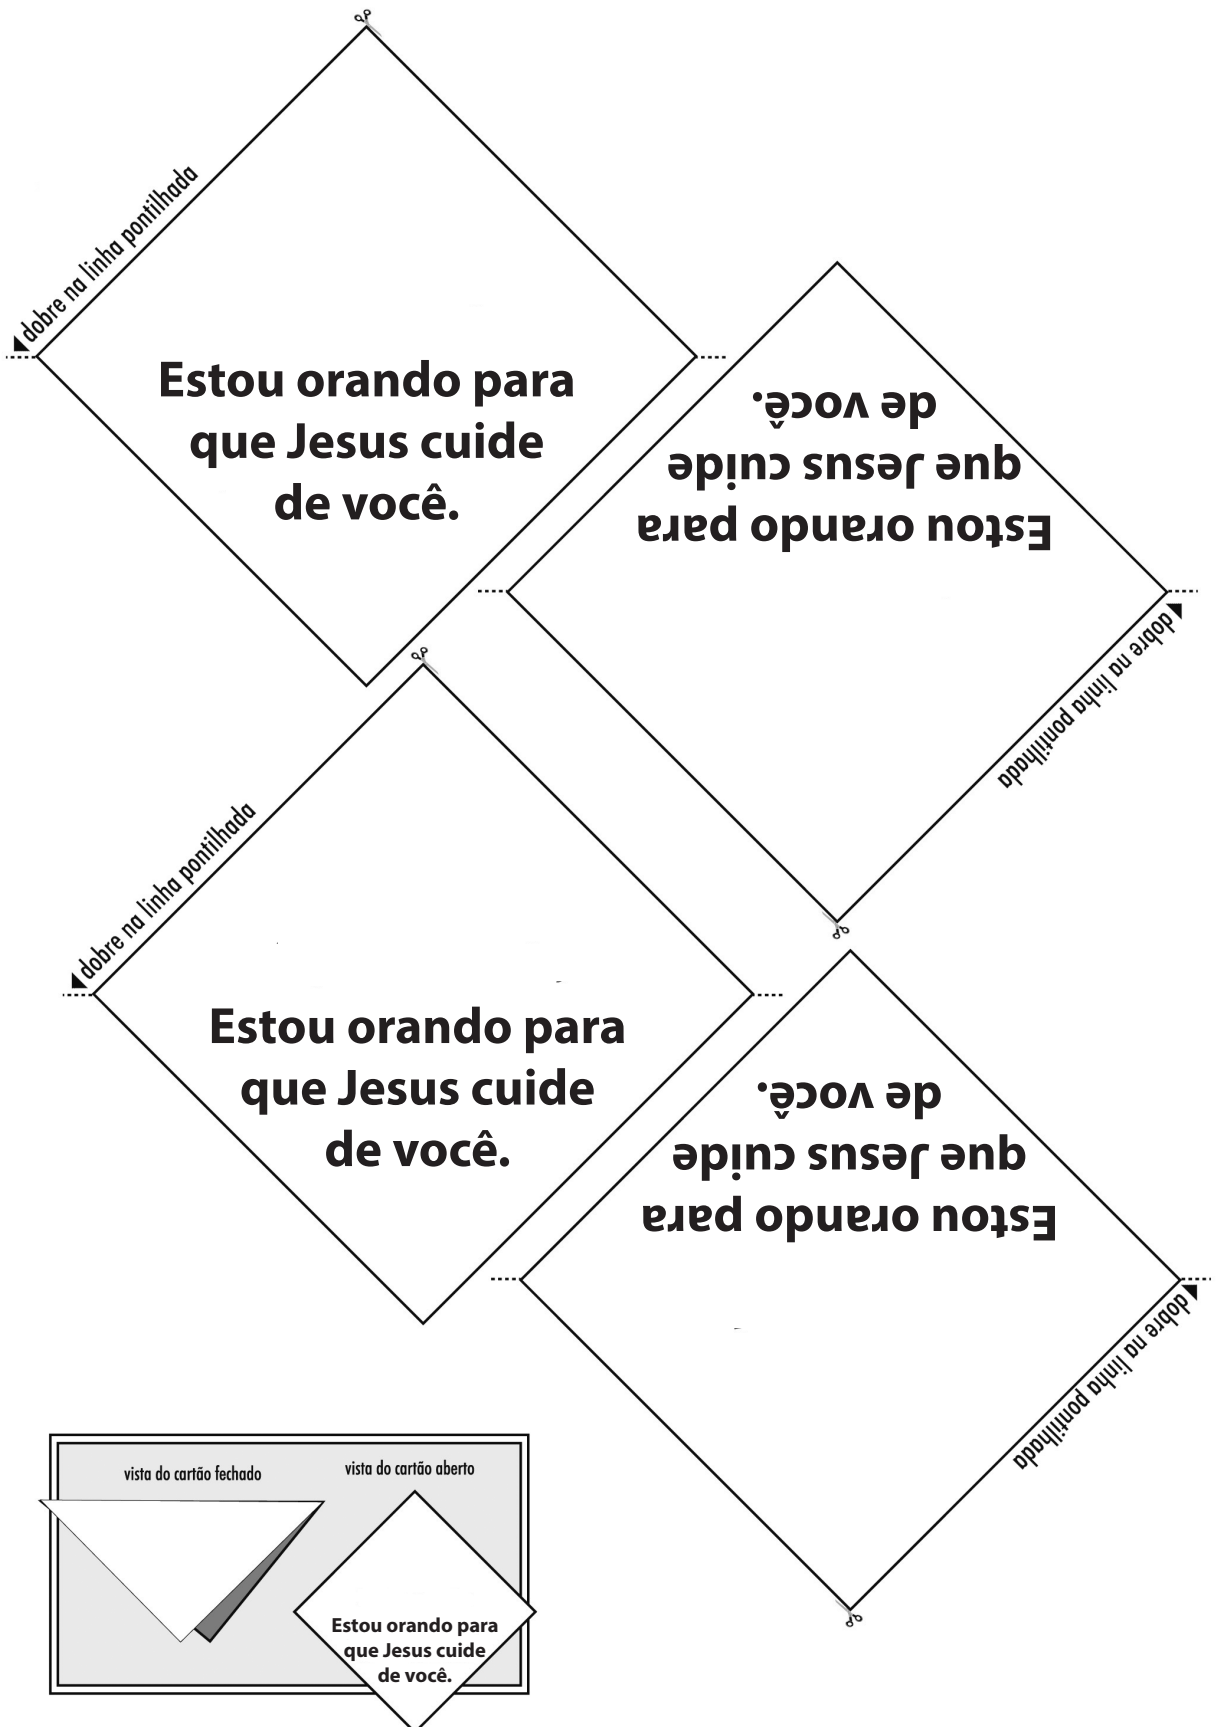 dobre na linha pontilhada
Estou orando para
que Jesus cuide
de você.
dobre na linha pontilhada
Estou orando para
que Jesus cuide
de você.
dobre na linha pontilhada
Estou orando para
que Jesus cuide
de você.
dobre na linha pontilhada
Estou orando para
que Jesus cuide
de você.
vista do cartão fechado
vista do cartão aberto
Estou orando para
que Jesus cuide
de você.